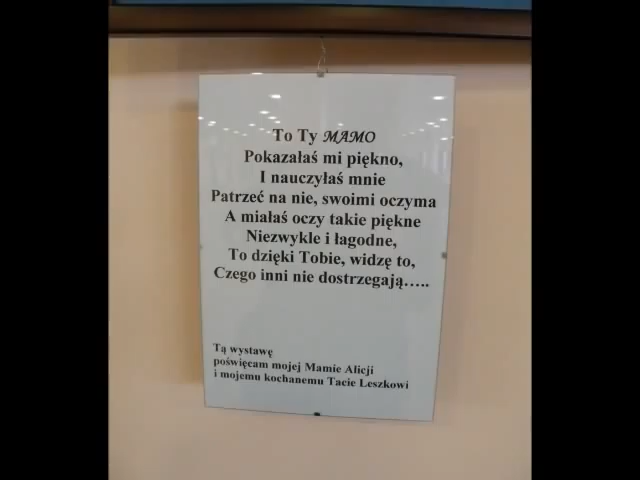 To Ty MAMO
Pokazałaś mi piękno,
I nauczyłaś mnie
Patrzeć na nie, swoimi oczyma
A miałaś oczy takie piękne
Niezwykle i łagodne,
To dzięki Tobie, widzę to,
Czego inni nie dostrzegają…..
Tą wystawę
poświęcam mojej Mamie Alicji
i mojemu kochanemu Tacie Leszkowi